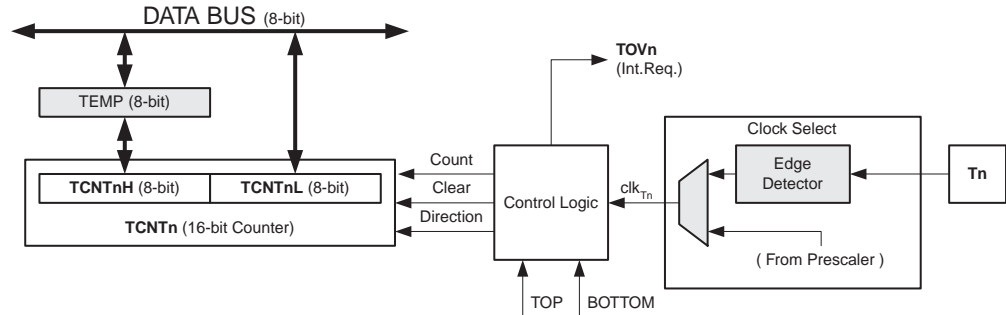 DATA BUS (8-bit)
TOVn
(Int.Req.)
TEMP (8-bit)
Clock Select
TCNTnH (8-bit) TCNTnL (8-bit)
TCNTn (16-bit Counter)
Count
Clear
Direction
Control Logic
clkTn
Edge
Detector
Tn
( From Prescaler )
TOP
BOTTOM